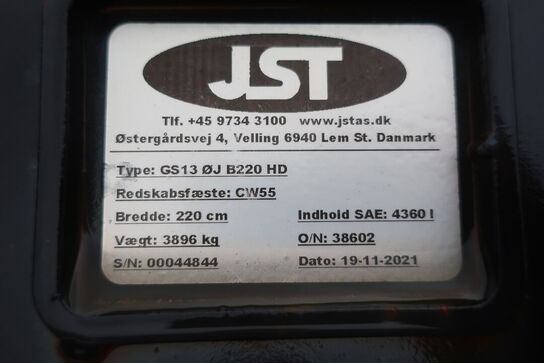 JST
Tlf. +45 9734 3100 www.jstas.dk
Østergårdsvej 4, Velling 6940 Lem St. Danmark
Type: GS13 ØJ B220 HD
Redskabsfæste: CW55
Bredde: 220 cm Indhold SAE: 4360 l
Vægt: 3896 kg O/N: 38602
S/N: 00044844 Dato: 19-11-2021